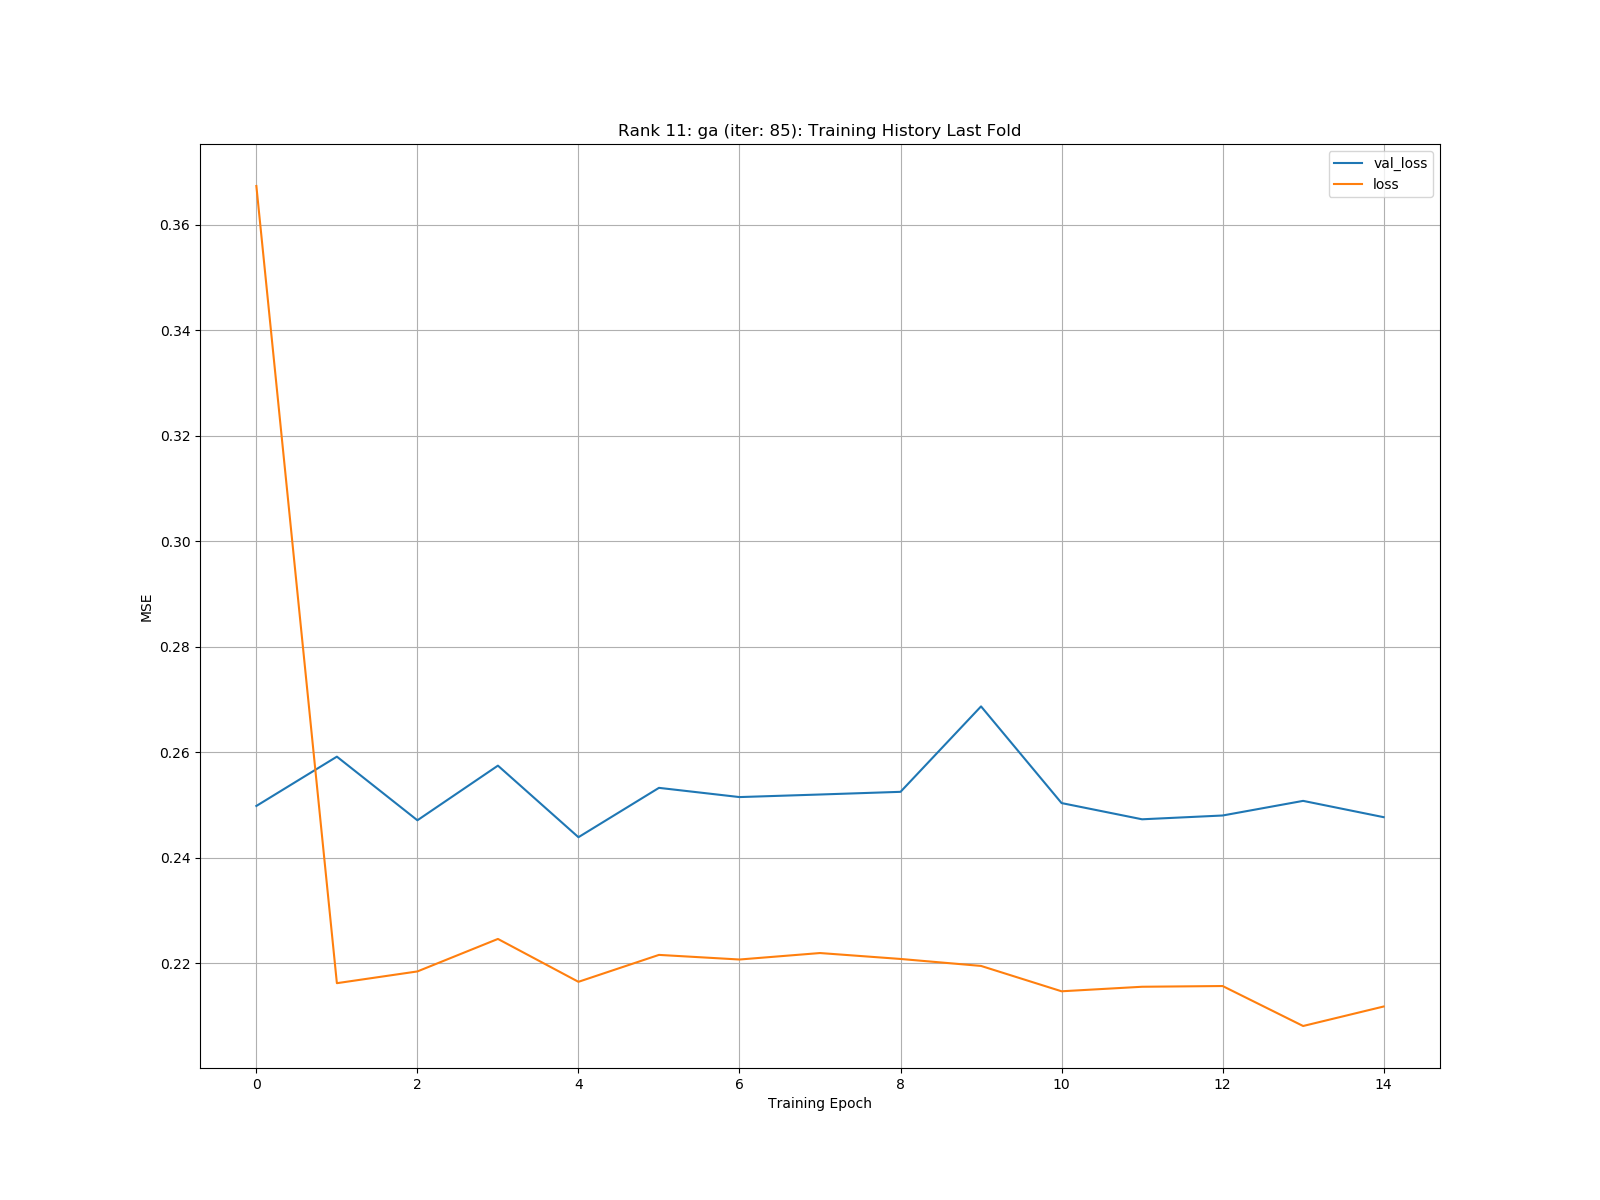 Rank 11: ga (iter: 85): Training History Last Fold
val_loss
loss
0.36
0.34
0.32
0.30
0.28
0.26
0.24
0.22
MSE
0 2 4 6 8 10 12 14
Training Epoch